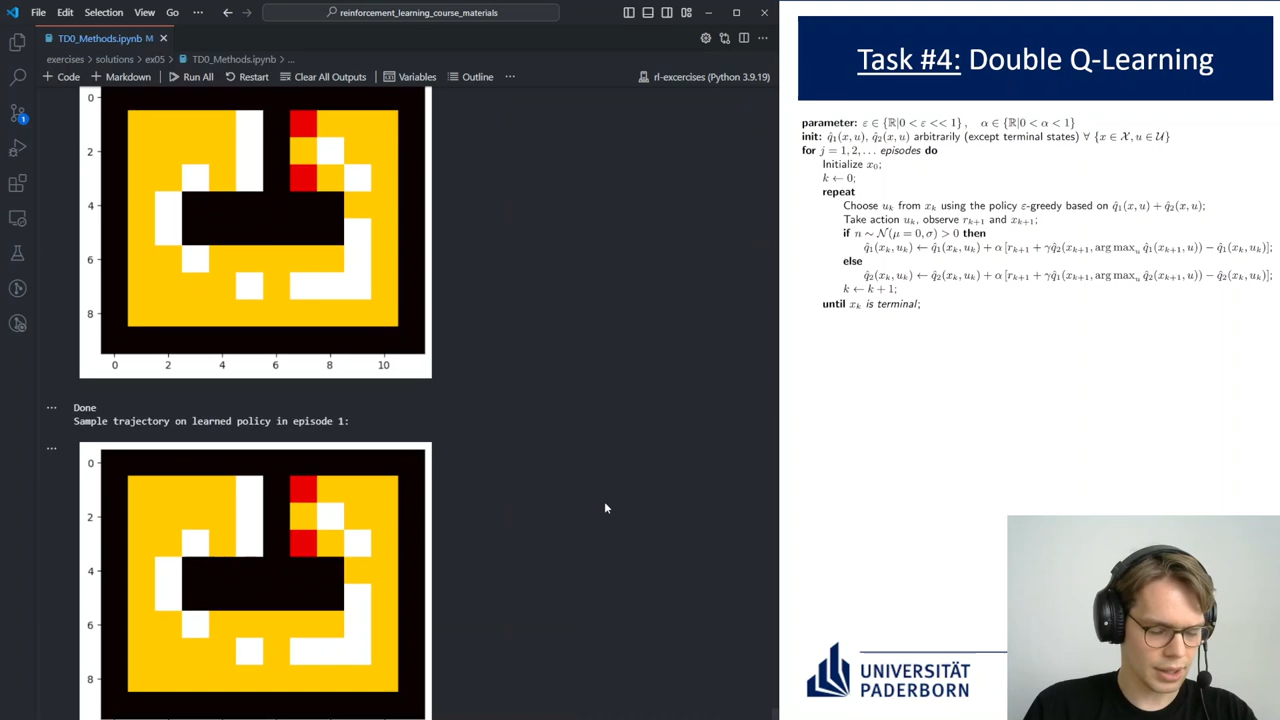 File Edit Selection View Go ··· reinforcement_learning_course_materials
TD0_Methods.ipynb M
exercises > solutions > ex05 > TD0_Methods.ipynb > ...
+ Code + Markdown Run All Restart Clear All Outputs Variables Outline ··· rl-excercises (Python 3.9.19)
1
0
2
4
6
8
0 2 4 6 8 10
··· Done
Sample trajectory on learned policy in episode 1:
···
0
2
4
6
8
Task #4: Double Q-Learning
parameter: ε ∈ {ℝ|0 < ε << 1}, α ∈ {ℝ|0 < α < 1}
init: q̂₁(x, u), q̂₂(x, u) arbitrarily (except terminal states) ∀ {x ∈ 𝒳, u ∈ 𝒰}
for j = 1, 2, ... episodes do
Initialize x₀;
k ← 0;
repeat
Choose uₖ from xₖ using the policy ε-greedy based on q̂₁(x, u) + q̂₂(x, u);
Take action uₖ, observe rₖ₊₁ and xₖ₊₁;
if n ∼ 𝒩(μ = 0, σ) > 0 then
q̂₁(xₖ, uₖ) ← q̂₁(xₖ, uₖ) + α [rₖ₊₁ + γq̂₂(xₖ₊₁, arg maxᵤ q̂₁(xₖ₊₁, u)) − q̂₁(xₖ, uₖ)];
else
q̂₂(xₖ, uₖ) ← q̂₂(xₖ, uₖ) + α [rₖ₊₁ + γq̂₁(xₖ₊₁, arg maxᵤ q̂₂(xₖ₊₁, u)) − q̂₂(xₖ, uₖ)];
k ← k + 1;
until xₖ is terminal;
UNIVERSITÄT
PADERBORN